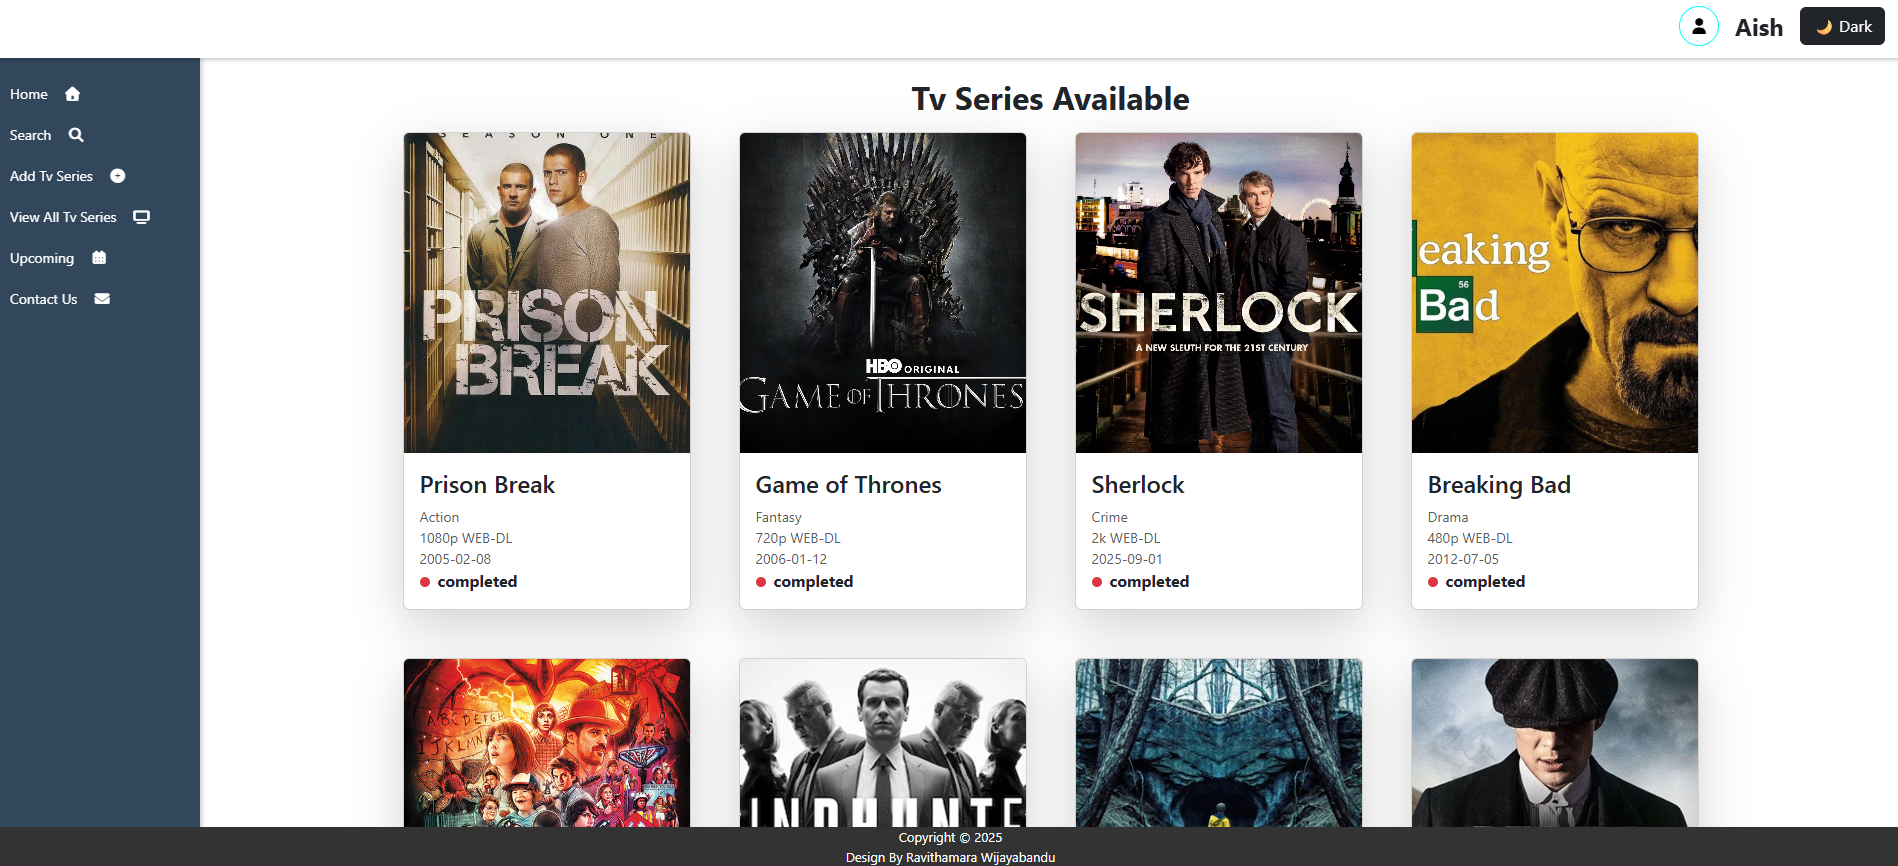 Aish
Dark
Home
Search
Add Tv Series
View All Tv Series
Upcoming
Contact Us
Tv Series Available
SEASON ONE
PRISON
BREAK
HBO ORIGINAL
GAME OF THRONES
SHERLOCK
A NEW SLEUTH FOR THE 21ST CENTURY
eaking
56
Bad
Prison Break
Action
1080p WEB-DL
2005-02-08
completed
Game of Thrones
Fantasy
720p WEB-DL
2006-01-12
completed
Sherlock
Crime
2k WEB-DL
2025-09-01
completed
Breaking Bad
Drama
480p WEB-DL
2012-07-05
completed
ABCDEFGH
IJKLMN
INDHUNTE
Copyright © 2025
Design By Ravithamara Wijayabandu